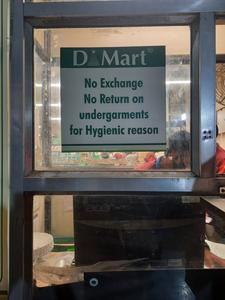 D Mart
No Exchange
No Return on
undergarments
for Hygienic reason